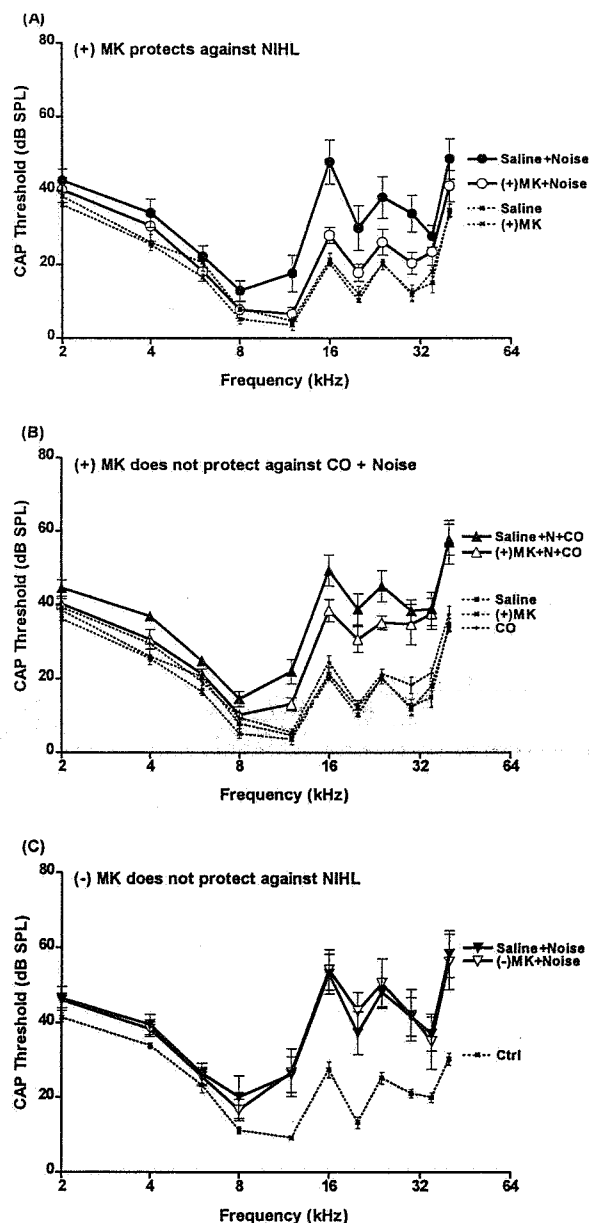 (A)
(+) MK protects against NIHL
80
60
40
20
0
CAP Threshold (dB SPL)
2 4 8 16 32 64
Frequency (kHz)
Saline+Noise
(+)MK+Noise
Saline
(+)MK
(B)
(+) MK does not protect against CO + Noise
80
60
40
20
0
CAP Threshold (dB SPL)
2 4 8 16 32 64
Frequency (kHz)
Saline+N+CO
(+)MK+N+CO
Saline
(+)MK
CO
(C)
(-) MK does not protect against NIHL
80
60
40
20
0
CAP Threshold (dB SPL)
2 4 8 16 32 64
Frequency (kHz)
Saline+Noise
(-)MK+Noise
Ctrl